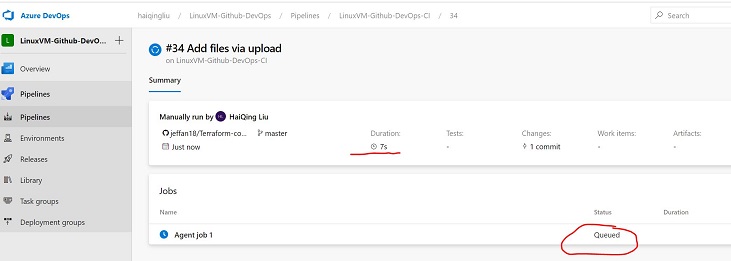 Azure DevOps
haiqingliu / LinuxVM-Github-DevOps / Pipelines / LinuxVM-Github-DevOps-CI / 34
Search
L LinuxVM-Github-DevO... +
Overview
Pipelines
Pipelines
Environments
Releases
Library
Task groups
Deployment groups
#34 Add files via upload
on LinuxVM-Github-DevOps-CI
Summary
Manually run by HL HaiQing Liu
jeffan18/Terraform-co... master Duration: Tests: Changes: Work items: Artifacts:
Just now 7s - 1 commit - -
Jobs
Name Status Duration
Agent job 1 Queued